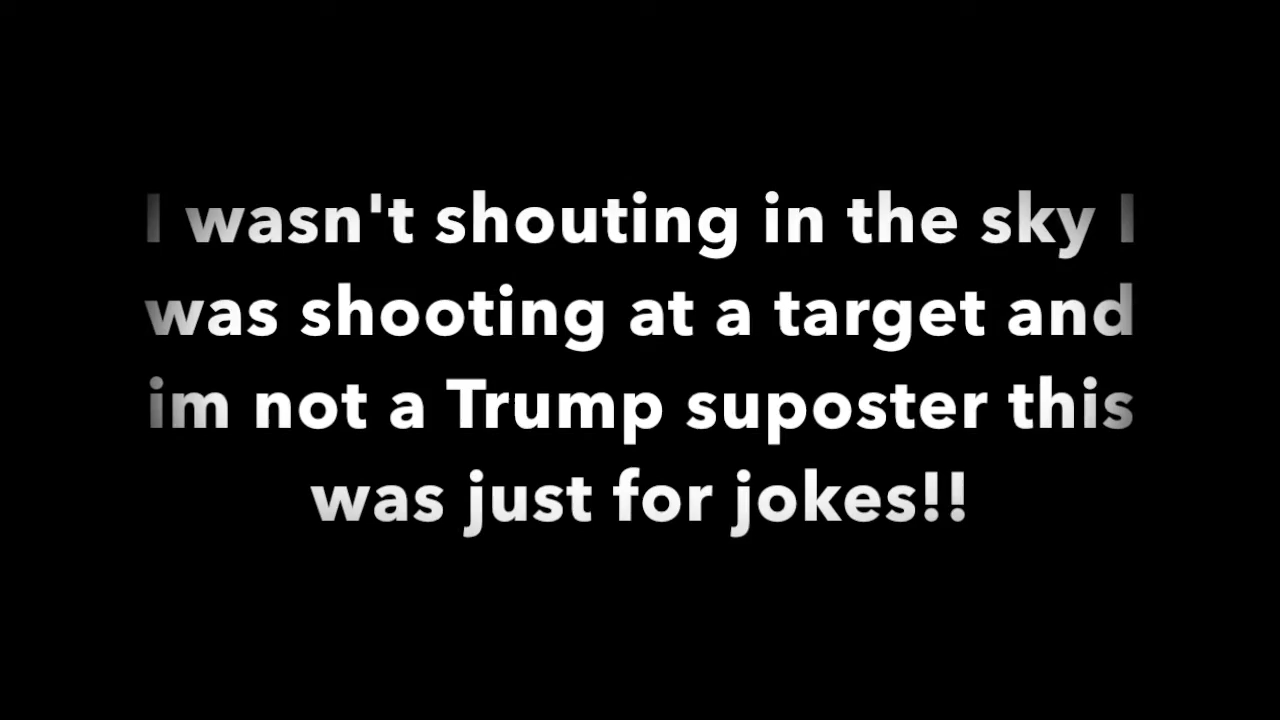 I wasn't shouting in the sky I
was shooting at a target and
im not a Trump suposter this
was just for jokes!!